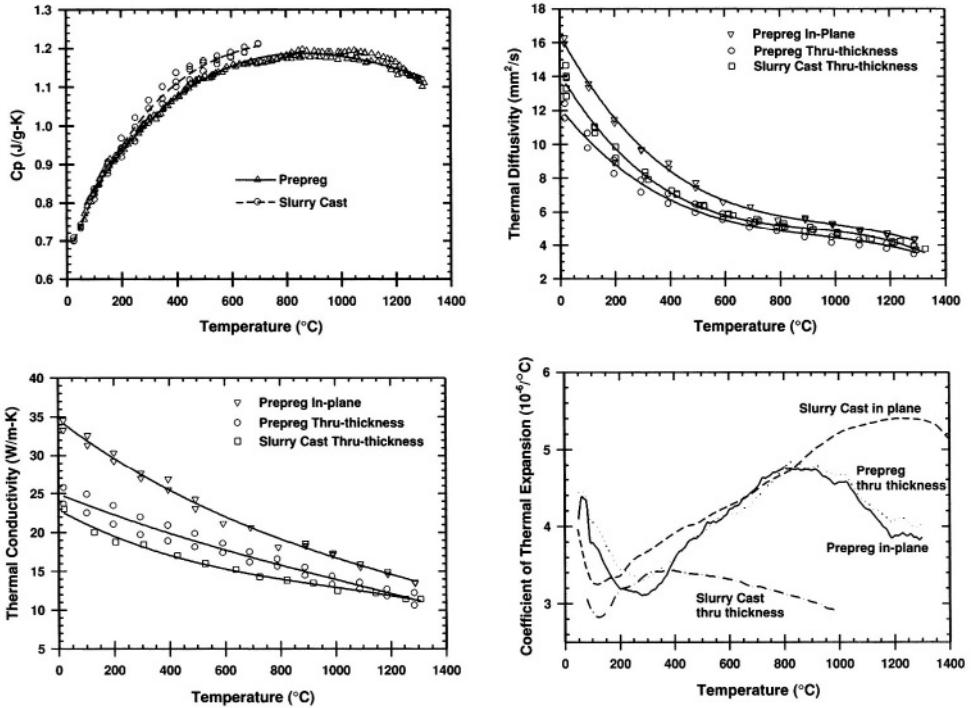 1.3
1.2
1.1
1.0
0.9
0.8
0.7
0.6
Cp (J/g-K)
Prepreg
Slurry Cast
0 200 400 600 800 1000 1200 1400
Temperature (°C)
18
16
14
12
10
8
6
4
2
Thermal Diffusivity (mm²/s)
Prepreg In-Plane
Prepreg Thru-thickness
Slurry Cast Thru-thickness
0 200 400 600 800 1000 1200 1400
Temperature (°C)
40
35
30
25
20
15
10
5
Thermal Conductivity (W/m-K)
Prepreg In-plane
Prepreg Thru-thickness
Slurry Cast Thru-thickness
0 200 400 600 800 1000 1200 1400
Temperature (°C)
6
5
4
3
2
Coefficient of Thermal Expansion (10⁻⁶/°C)
Slurry Cast in plane
Prepreg
thru thickness
Prepreg in-plane
Slurry Cast
thru thickness
0 200 400 600 800 1000 1200 1400
Temperature (°C)